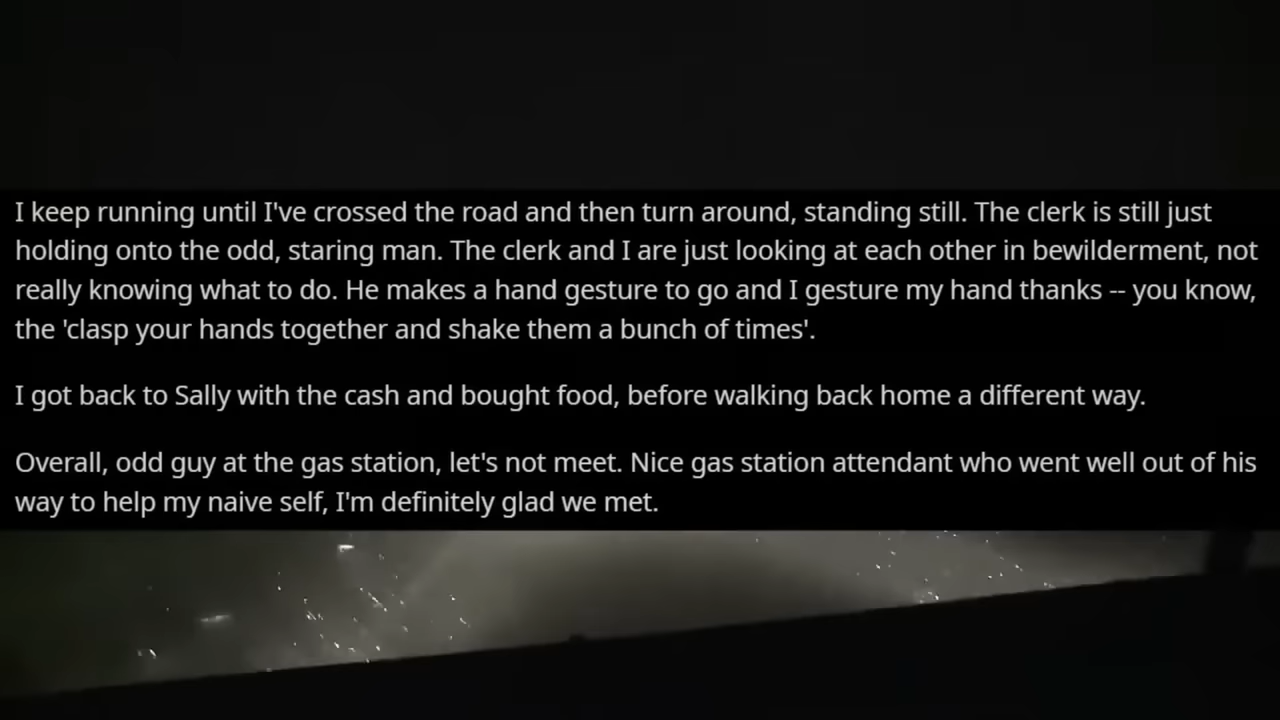 I keep running until I've crossed the road and then turn around, standing still. The clerk is still just
holding onto the odd, staring man. The clerk and I are just looking at each other in bewilderment, not
really knowing what to do. He makes a hand gesture to go and I gesture my hand thanks -- you know,
the 'clasp your hands together and shake them a bunch of times'.
I got back to Sally with the cash and bought food, before walking back home a different way.
Overall, odd guy at the gas station, let's not meet. Nice gas station attendant who went well out of his
way to help my naive self, I'm definitely glad we met.